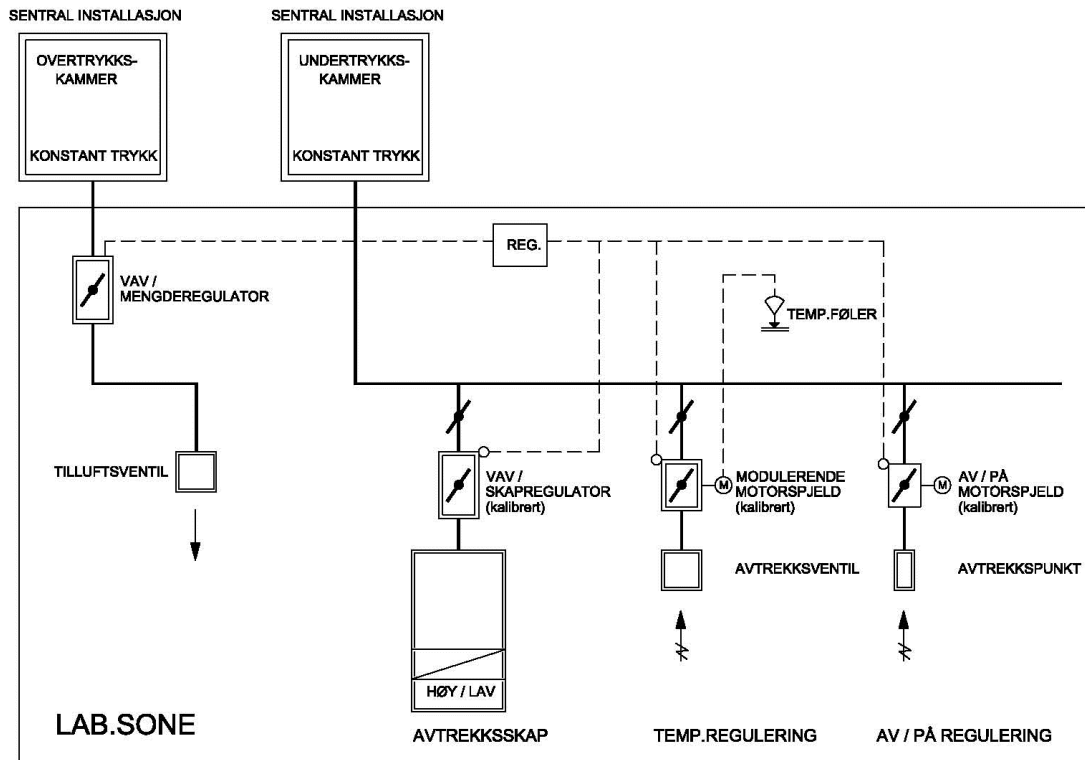 SENTRAL INSTALLASJON
SENTRAL INSTALLASJON
OVERTRYKKS-
KAMMER
KONSTANT TRYKK
UNDERTRYKKS-
KAMMER
KONSTANT TRYKK
REG.
VAV /
MENGDEREGULATOR
TEMP.FØLER
TILLUFTSVENTIL
VAV /
SKAPREGULATOR
(kalibrert)
M
MODULERENDE
MOTORSPJELD
(kalibrert)
M
AV / PÅ
MOTORSPJELD
(kalibrert)
AVTREKKSVENTIL
AVTREKKSPUNKT
HØY / LAV
LAB.SONE
AVTREKKSSKAP
TEMP.REGULERING
AV / PÅ REGULERING